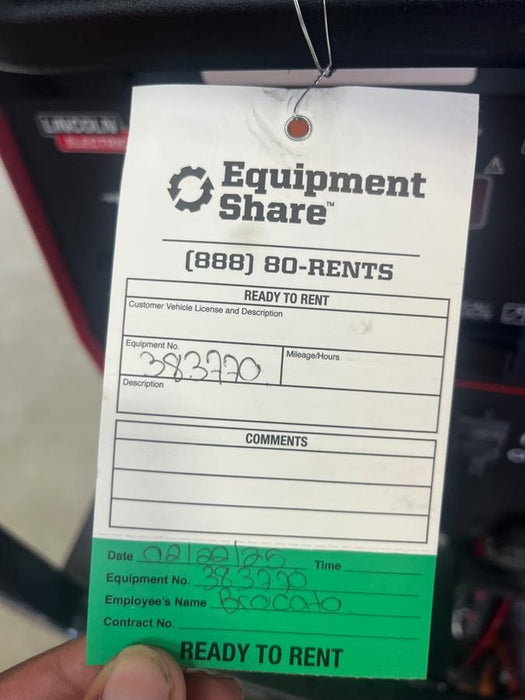 LINCOLN
ELECTRIC
Equipment
Share™
(888) 80-RENTS
READY TO RENT
Customer Vehicle License and Description
Equipment No. Mileage/Hours
383770
Description
COMMENTS
Date 02/22/25 Time
Equipment No. 383770
Employee's Name Brocato
Contract No.
READY TO RENT